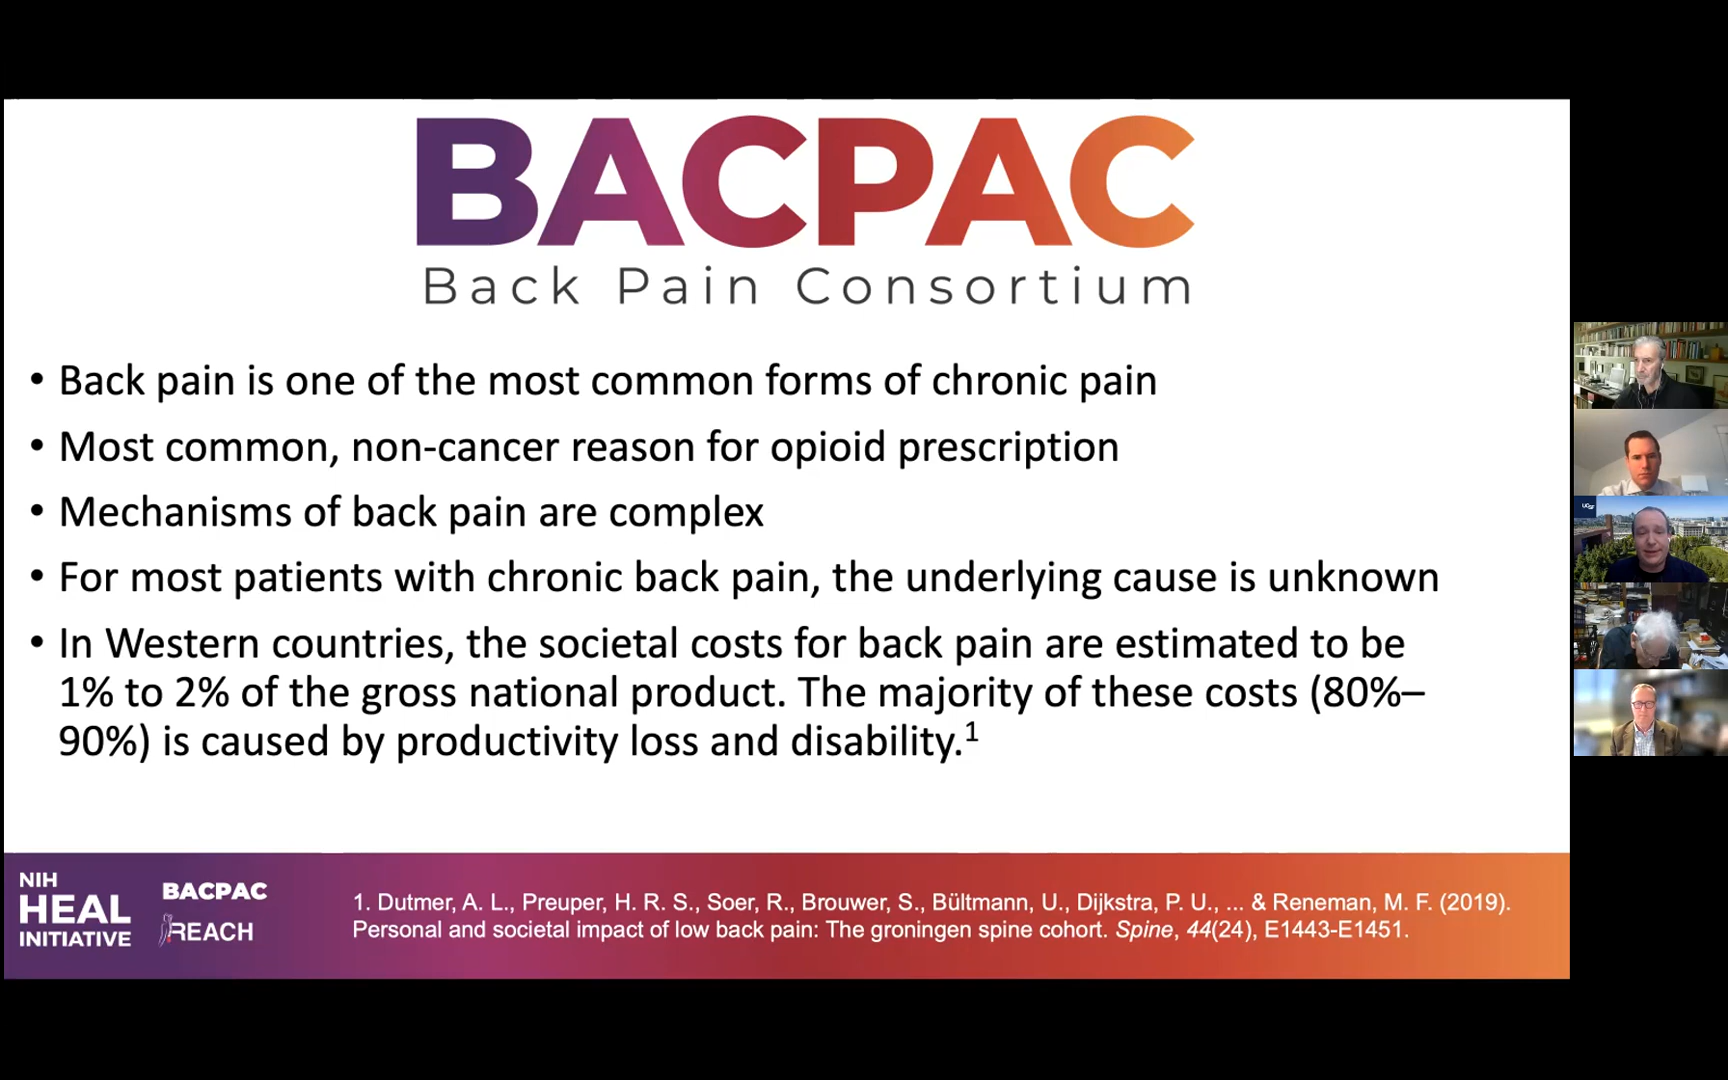 BACPAC
Back Pain Consortium
• Back pain is one of the most common forms of chronic pain
• Most common, non-cancer reason for opioid prescription
• Mechanisms of back pain are complex
• For most patients with chronic back pain, the underlying cause is unknown
• In Western countries, the societal costs for back pain are estimated to be
1% to 2% of the gross national product. The majority of these costs (80%–
90%) is caused by productivity loss and disability.1
NIH
HEAL
INITIATIVE
BACPAC
REACH
1. Dutmer, A. L., Preuper, H. R. S., Soer, R., Brouwer, S., Bültmann, U., Dijkstra, P. U., ... & Reneman, M. F. (2019).
Personal and societal impact of low back pain: The groningen spine cohort. Spine, 44(24), E1443-E1451.
UCSF